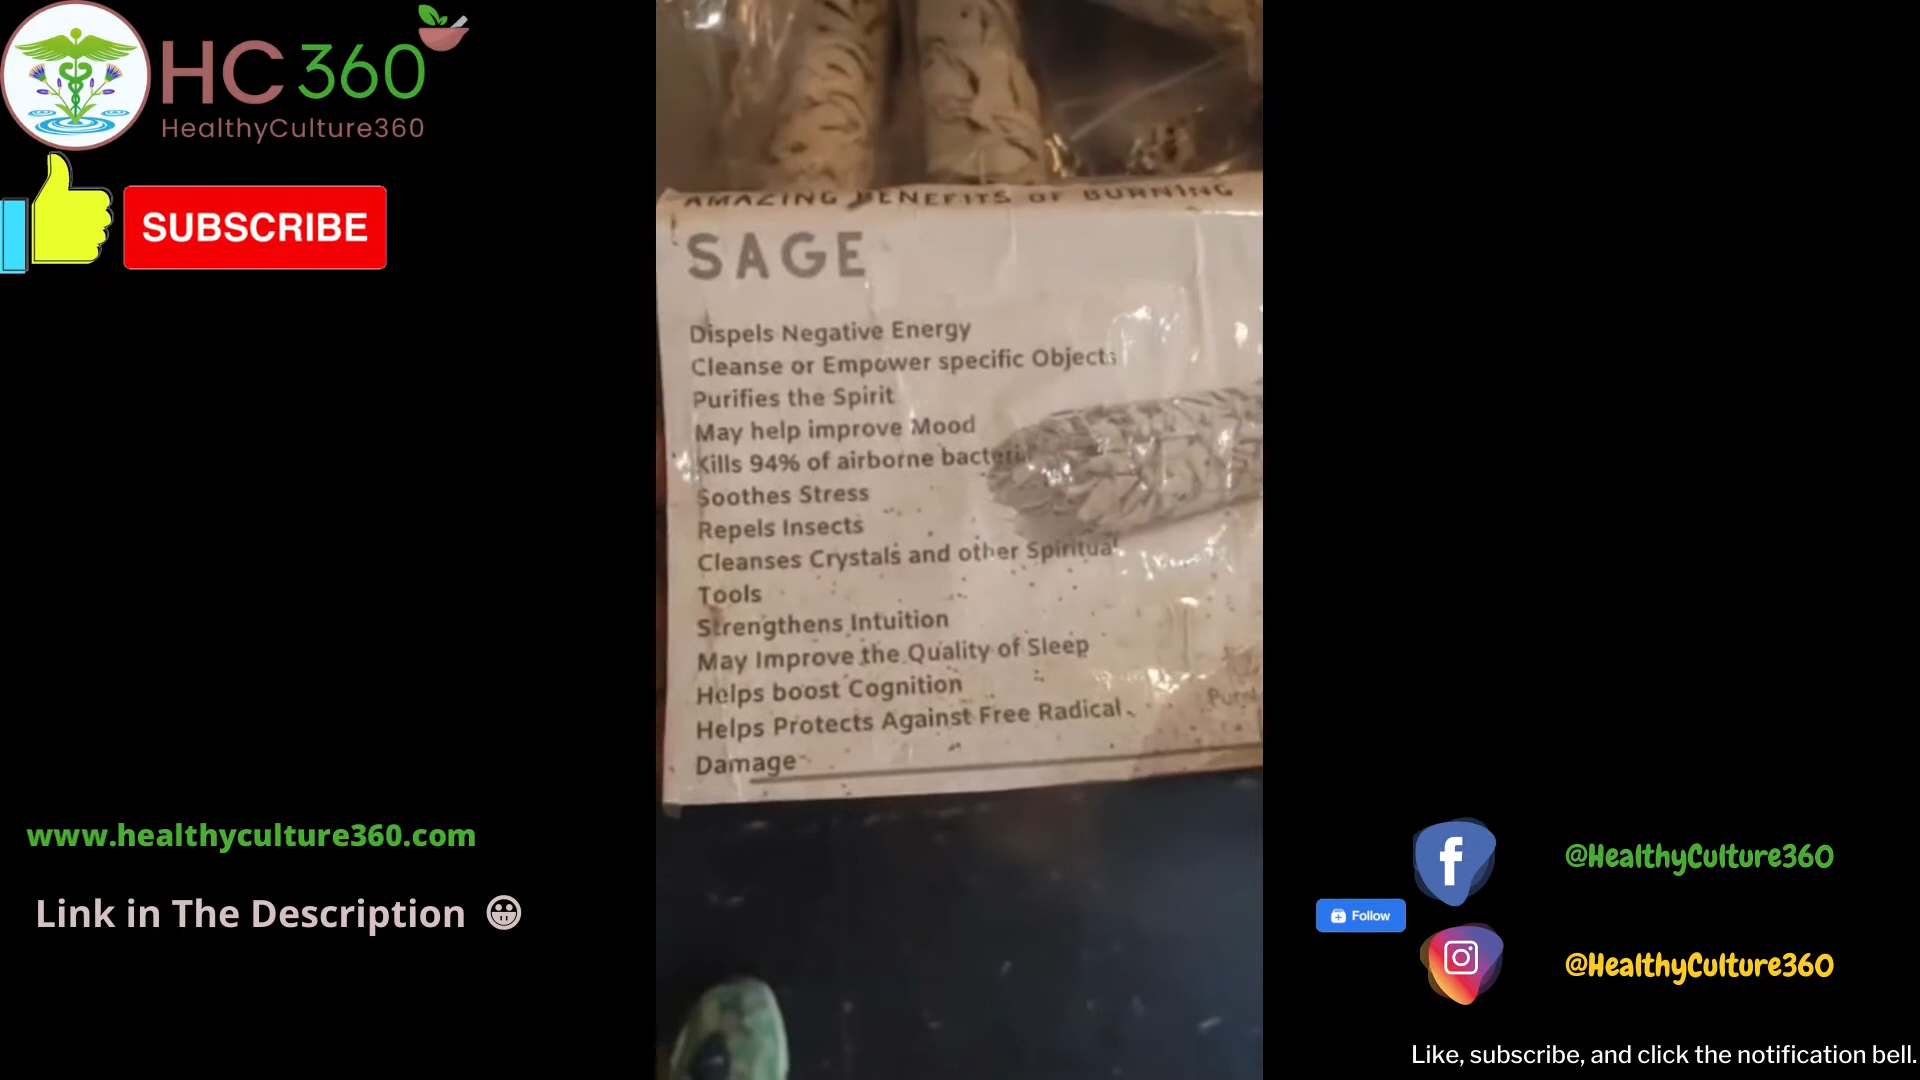 HC 360
HealthyCulture360
SUBSCRIBE
AMAZING BENEFITS OF BURNING
SAGE
Dispels Negative Energy
Cleanse or Empower specific Objects
Purifies the Spirit
May help improve Mood
Kills 94% of airborne bacteria
Soothes Stress
Repels Insects
Cleanses Crystals and other Spiritual
Tools
Strengthens Intuition
May Improve the Quality of Sleep
Helps boost Cognition
Helps Protects Against Free Radical
Damage
www.healthyculture360.com
Link in The Description
@HealthyCulture360
Follow
@HealthyCulture360
Like, subscribe, and click the notification bell.